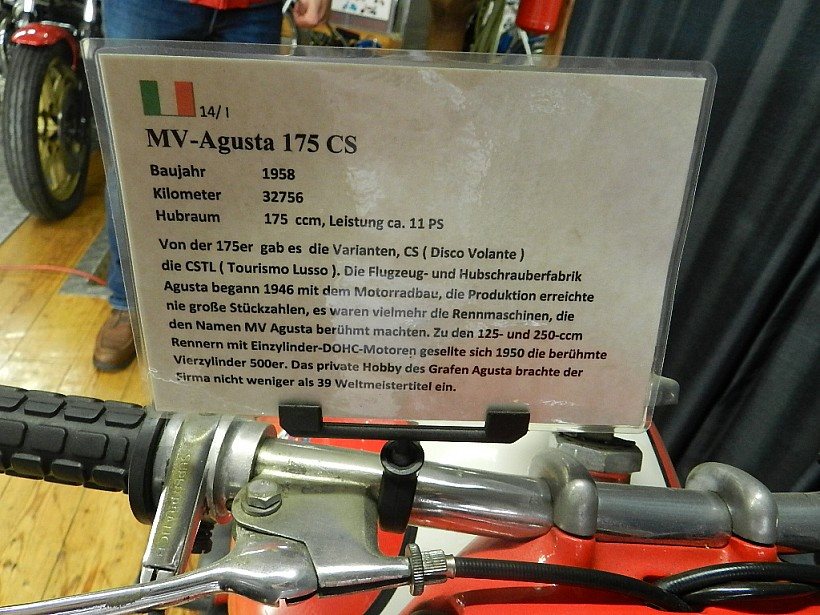 14/ I
MV-Agusta 175 CS
Baujahr 1958
Kilometer 32756
Hubraum 175 ccm, Leistung ca. 11 PS
Von der 175er gab es die Varianten, CS ( Disco Volante )
die CSTL ( Tourismo Lusso ). Die Flugzeug- und Hubschrauberfabrik
Agusta begann 1946 mit dem Motorradbau, die Produktion erreichte
nie große Stückzahlen, es waren vielmehr die Rennmaschinen, die
den Namen MV Agusta berühmt machten. Zu den 125- und 250-ccm
Rennern mit Einzylinder-DOHC-Motoren gesellte sich 1950 die berühmte
Vierzylinder 500er. Das private Hobby des Grafen Agusta brachte der
Firma nicht weniger als 39 Weltmeistertitel ein.